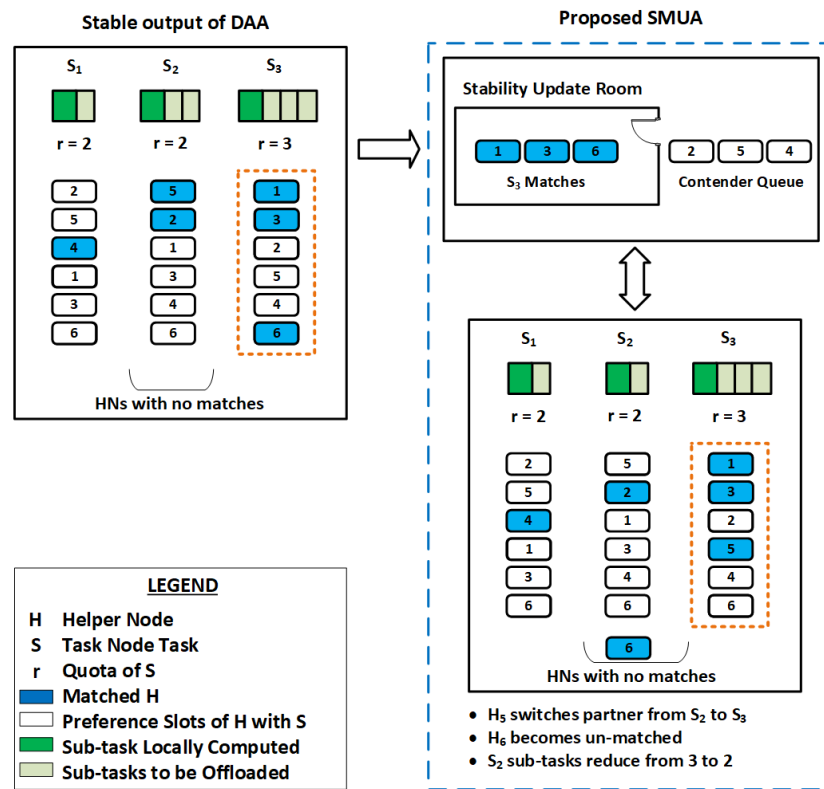 Stable output of DAA
S1 S2 S3
r = 2 r = 2 r = 3
2 5 1
5 2 3
4 1 2
1 3 5
3 4 4
6 6 6
HNs with no matches
Proposed SMUA
Stability Update Room
1 3 6 2 5 4
S3 Matches Contender Queue
S1 S2 S3
r = 2 r = 2 r = 3
2 5 1
5 2 3
4 1 2
1 3 5
3 4 4
6 6 6
6
HNs with no matches
• H5 switches partner from S2 to S3
• H6 becomes un-matched
• S2 sub-tasks reduce from 3 to 2
LEGEND
H Helper Node
S Task Node Task
r Quota of S
Matched H
Preference Slots of H with S
Sub-task Locally Computed
Sub-tasks to be Offloaded